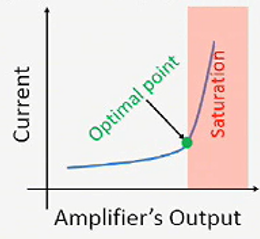 Current
Optimal point
Saturation
Amplifier's Output